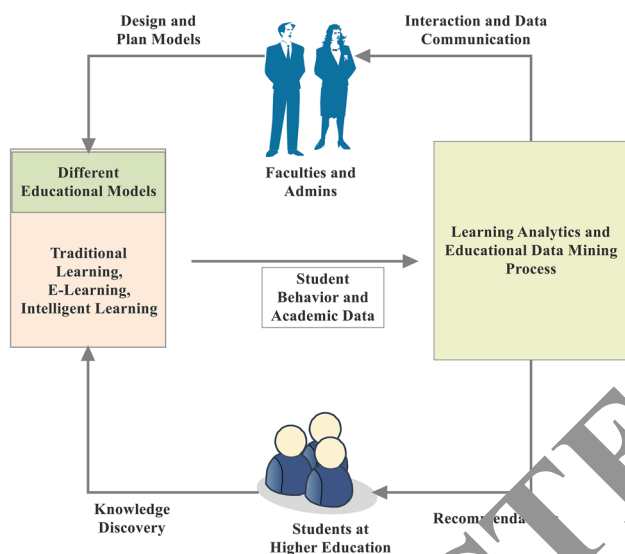 Design and
Plan Models
Interaction and Data
Communication
Faculties and
Admins
Different
Educational Models
Traditional
Learning,
E-Learning,
Intelligent Learning
Student
Behavior and
Academic Data
Learning Analytics and
Educational Data Mining
Process
Knowledge
Discovery
Students at
Higher Education